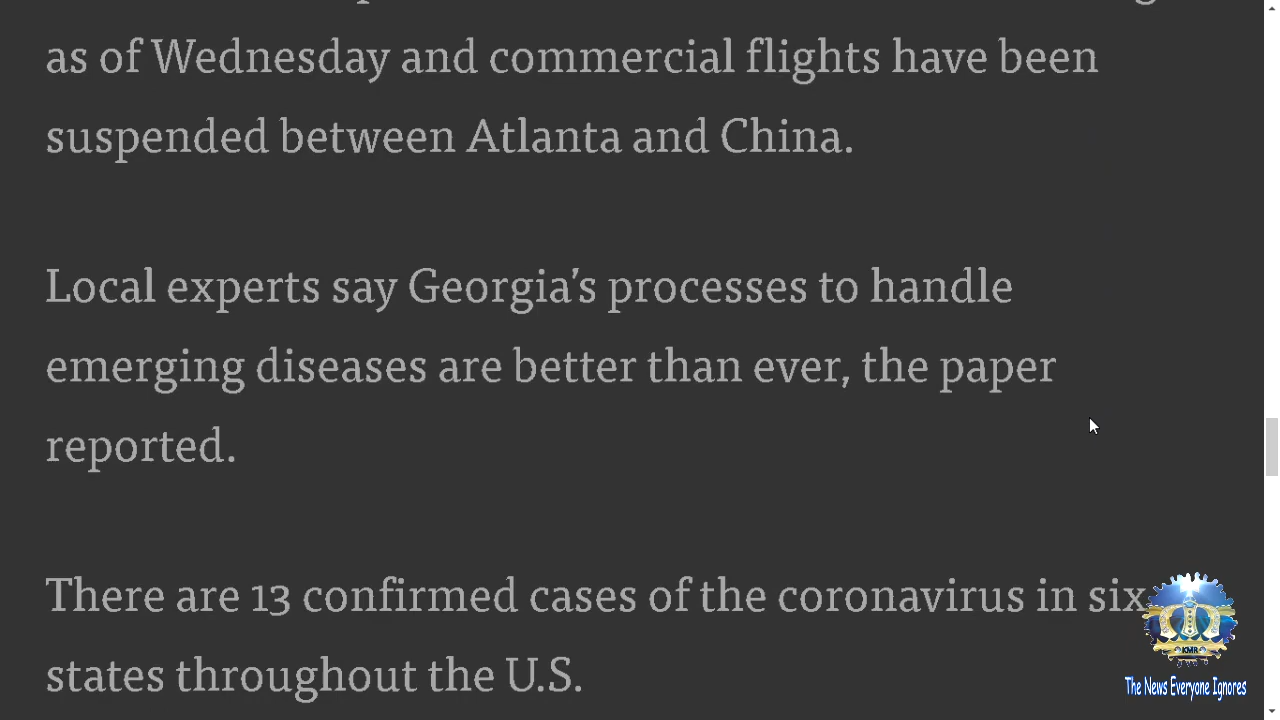 as of Wednesday and commercial flights have been
suspended between Atlanta and China.
Local experts say Georgia’s processes to handle
emerging diseases are better than ever, the paper
reported.
There are 13 confirmed cases of the coronavirus in six
states throughout the U.S.
KMR
The News Everyone Ignores